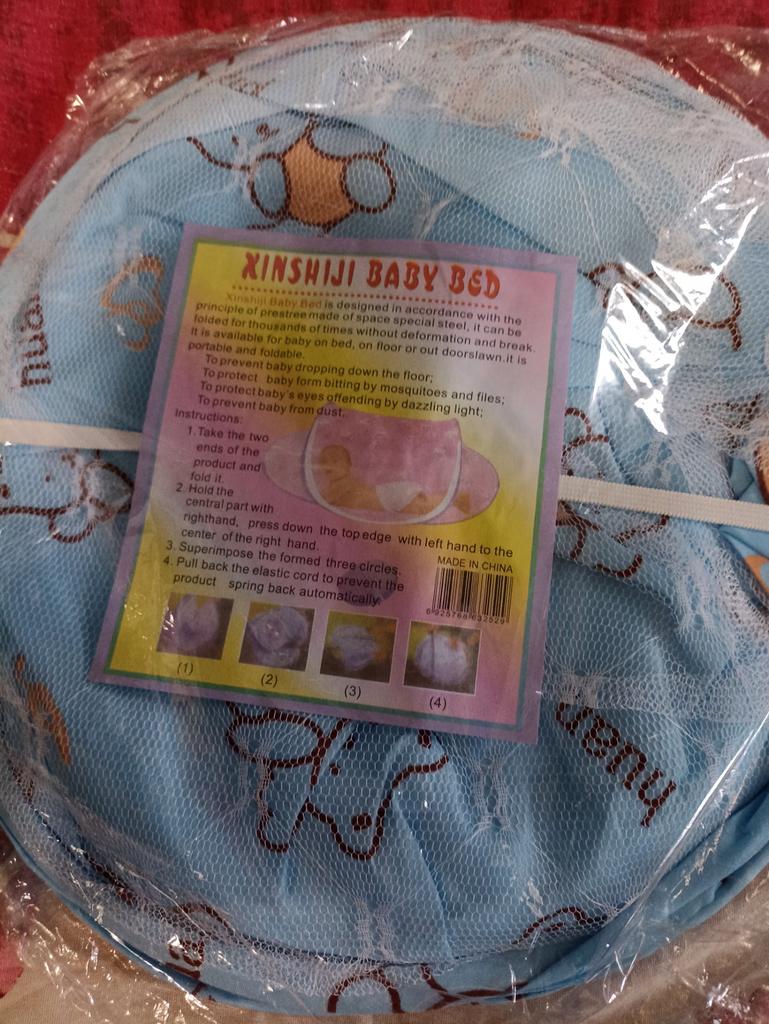 XINSHIJI BABY BED
Xinshiji Baby Bed is designed in accordance with the
principle of prestree made of space special steel, it can be
folded for thousands of times without deformation and break.
It is available for baby on bed, on floor or out doorslawn.it is
portable and foldable.
To prevent baby dropping down the floor;
To protect baby form bitting by mosquitoes and files;
To protect baby's eyes offending by dazzling light;
To prevent baby from dust.
Instructions:
1. Take the two
ends of the
product and
fold it.
2. Hold the
central part with
righthand, press down the top edge with left hand to the
center of the right hand.
3. Superimpose the formed three circles.
4. Pull back the elastic cord to prevent the
product spring back automatically.
MADE IN CHINA
6 925768 632529
(1)
(2)
(3)
(4)